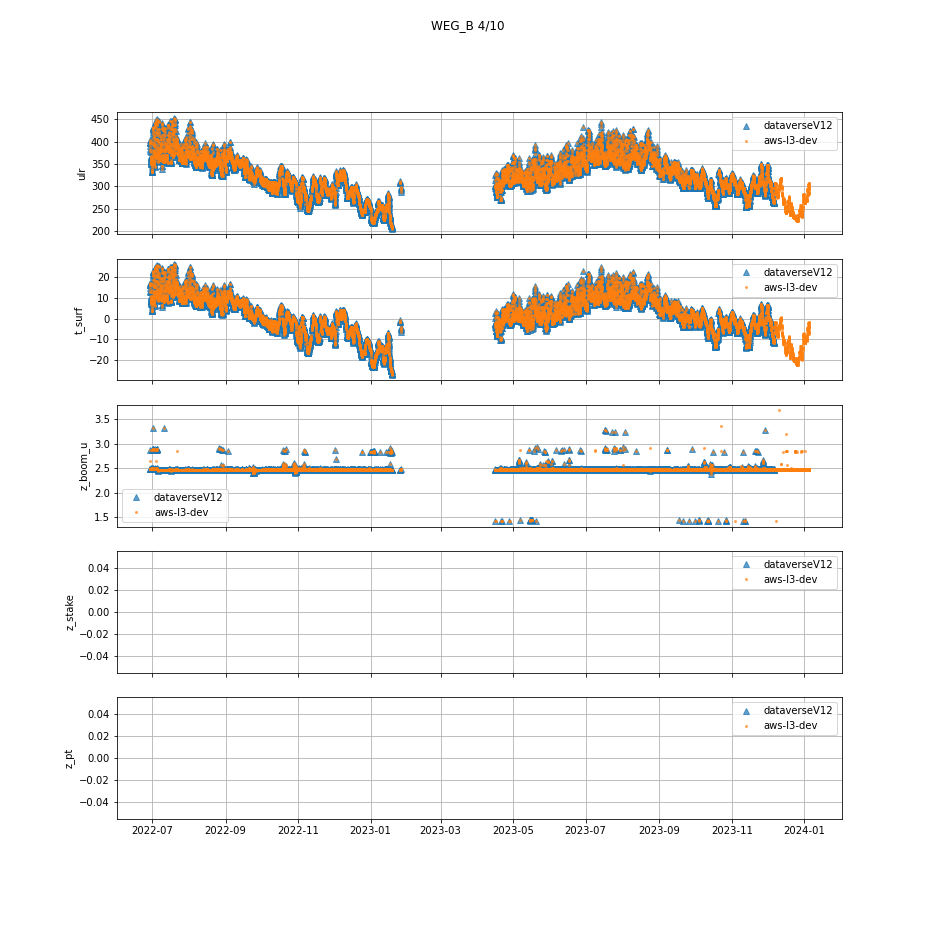 WEG_B 4/10
450
400
350
300
250
200
ulr
dataverseV12
aws-l3-dev
20
10
0
−10
−20
t_surf
dataverseV12
aws-l3-dev
3.5
3.0
2.5
2.0
1.5
z_boom_u
dataverseV12
aws-l3-dev
0.04
0.02
0.00
−0.02
−0.04
z_stake
dataverseV12
aws-l3-dev
0.04
0.02
0.00
−0.02
−0.04
z_pt
dataverseV12
aws-l3-dev
2022-07 2022-09 2022-11 2023-01 2023-03 2023-05 2023-07 2023-09 2023-11 2024-01